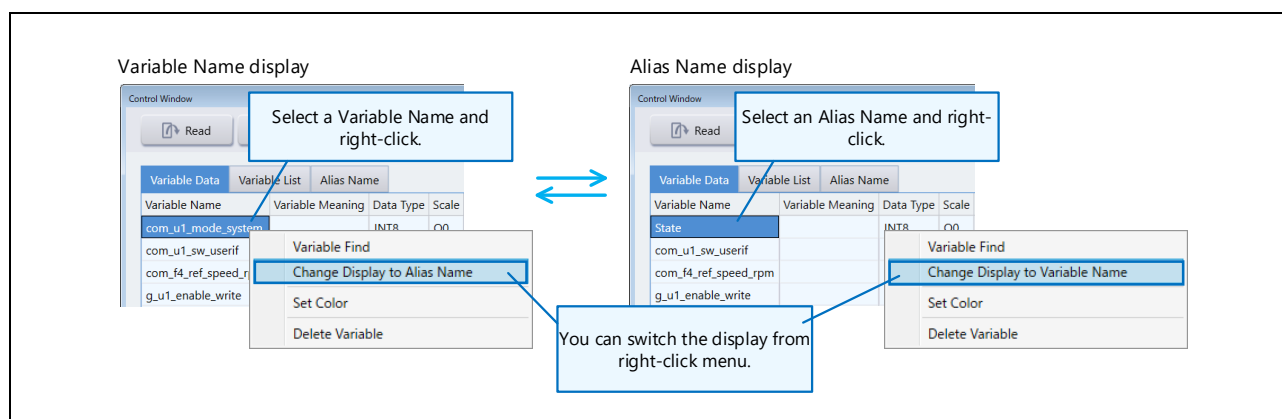 Variable Name display
Control Window
Read
Select a Variable Name and
right-click.
Variable Data Variable List Alias Name
Variable Name Variable Meaning Data Type Scale
com_u1_mode_system INT8 Q0
com_u1_sw_userif
com_f4_ref_speed_r
g_u1_enable_write
Variable Find
Change Display to Alias Name
Set Color
Delete Variable
Alias Name display
Control Window
Read
Select an Alias Name and right-
click.
Variable Data Variable List Alias Name
Variable Name Variable Meaning Data Type Scale
State INT8 Q0
com_u1_sw_userif
com_f4_ref_speed_rpm
g_u1_enable_write
Variable Find
Change Display to Variable Name
Set Color
Delete Variable
You can switch the display from
right-click menu.